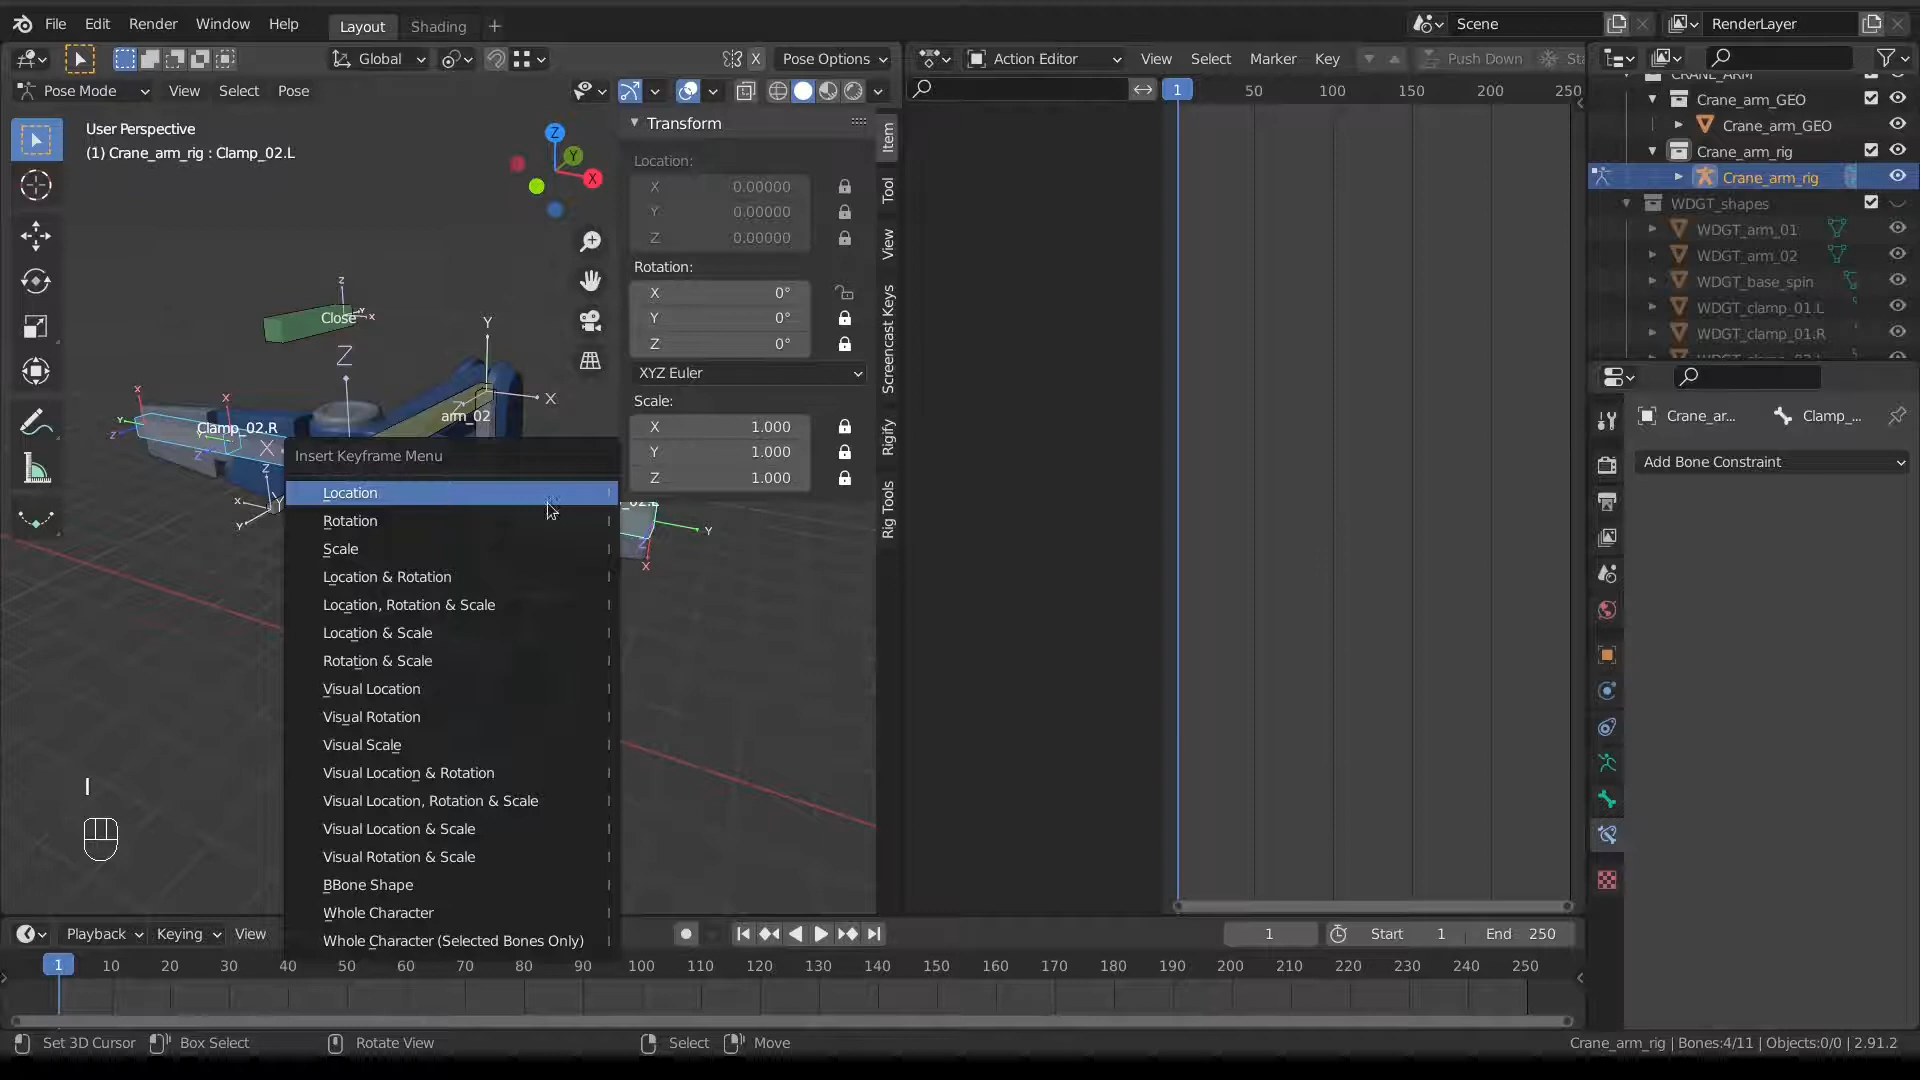 File Edit Render Window Help Layout Shading + Scene RenderLayer
Global X Pose Options Action Editor View Select Marker Key Push Down
Pose Mode View Select Pose 1 50 100 150 200 250
User Perspective
(1) Crane_arm_rig : Clamp_02.L
Transform
Location:
X 0.00000
Y 0.00000
Z 0.00000
Rotation:
X 0°
Y 0°
Z 0°
XYZ Euler
Scale:
X 1.000
Y 1.000
Z 1.000
Item
Tool
View
Screencast Keys
Rigify
Rig Tools
Z
Y
X
Close
arm_02
Clamp_02.R
Insert Keyframe Menu
Location I
Rotation I
Scale I
Location & Rotation I
Location, Rotation & Scale I
Location & Scale I
Rotation & Scale I
Visual Location I
Visual Rotation I
Visual Scale I
Visual Location & Rotation I
Visual Location, Rotation & Scale I
Visual Location & Scale I
Visual Rotation & Scale I
BBone Shape I
Whole Character I
Whole Character (Selected Bones Only) I
I
CRANE_ARM
Crane_arm_GEO
Crane_arm_GEO
Crane_arm_rig
Crane_arm_rig
WDGT_shapes
WDGT_arm_01
WDGT_arm_02
WDGT_base_spin
WDGT_clamp_01.L
WDGT_clamp_01.R
Crane_ar... Clamp_...
Add Bone Constraint
Playback Keying View 1 Start 1 End 250
1 10 20 30 40 50 60 70 80 90 100 110 120 130 140 150 160 170 180 190 200 210 220 230 240 250
Set 3D Cursor Box Select Rotate View Select Move Crane_arm_rig | Bones:4/11 | Objects:0/0 | 2.91.2